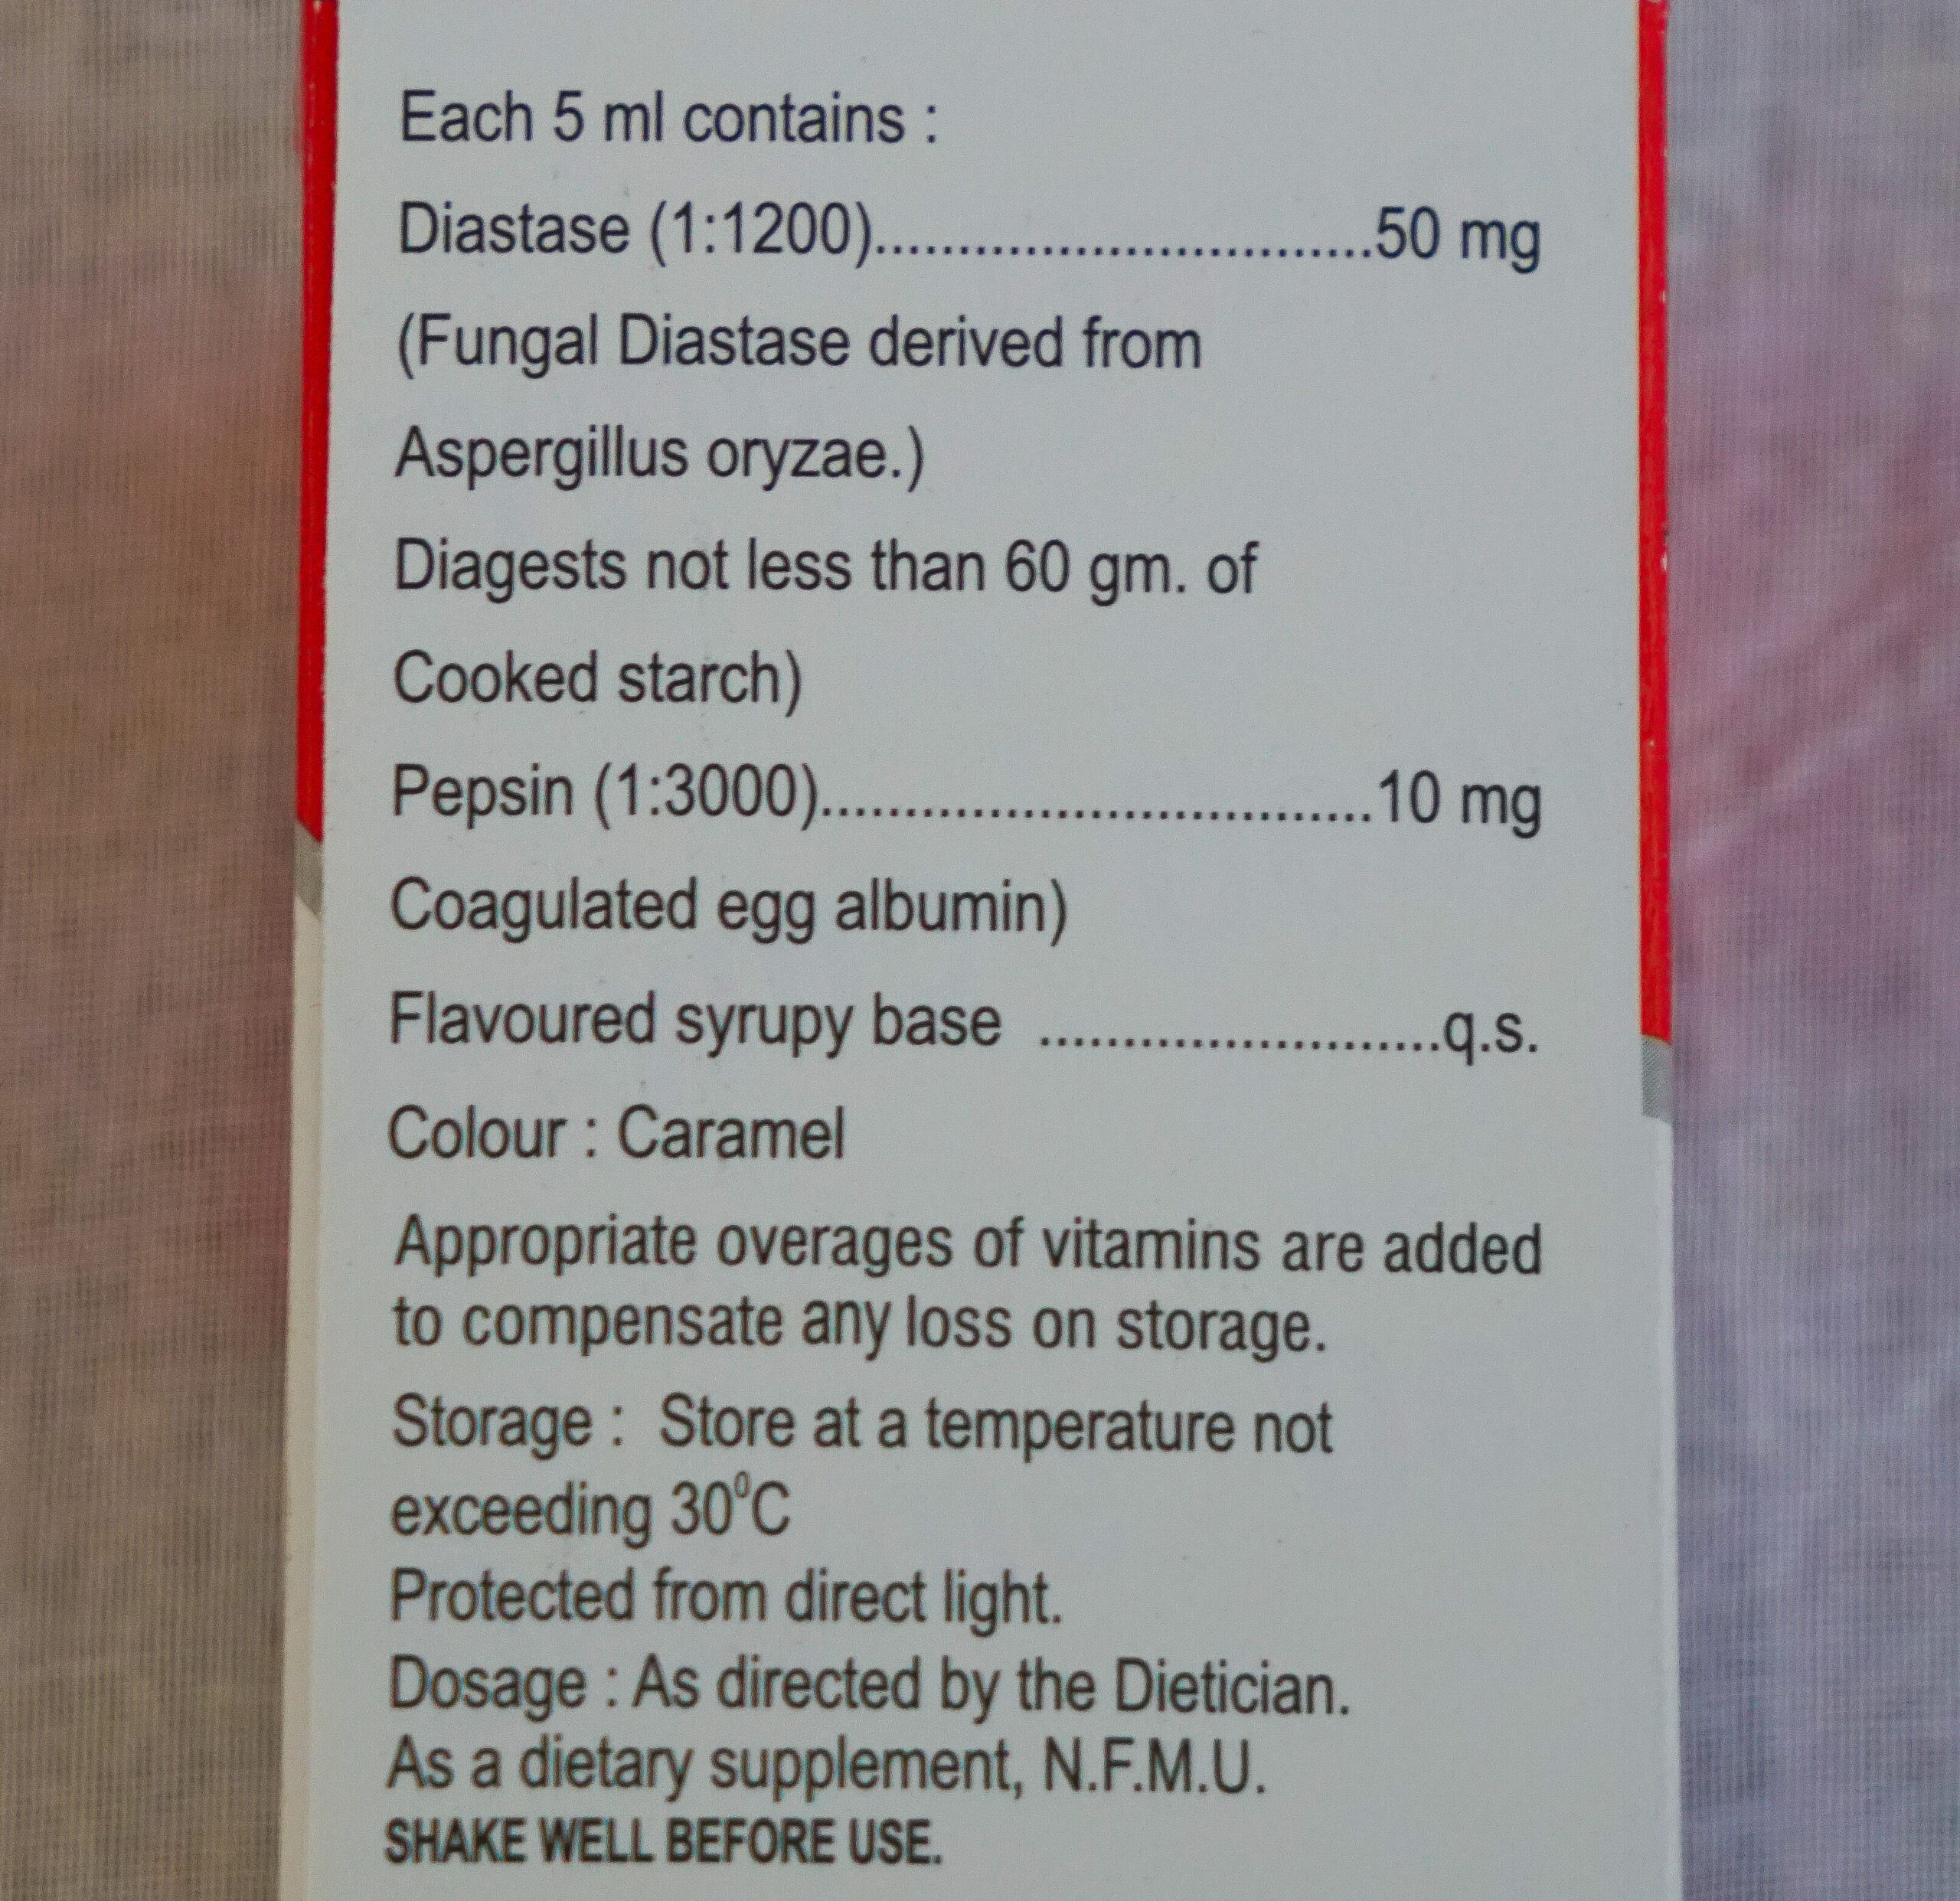 Each 5 ml contains :
Diastase (1:1200)..............................50 mg
(Fungal Diastase derived from
Aspergillus oryzae.)
Diagests not less than 60 gm. of
Cooked starch)
Pepsin (1:3000).................................10 mg
Coagulated egg albumin)
Flavoured syrupy base ........................q.s.
Colour : Caramel
Appropriate overages of vitamins are added
to compensate any loss on storage.
Storage : Store at a temperature not
exceeding 30⁰C
Protected from direct light.
Dosage : As directed by the Dietician.
As a dietary supplement, N.F.M.U.
SHAKE WELL BEFORE USE.